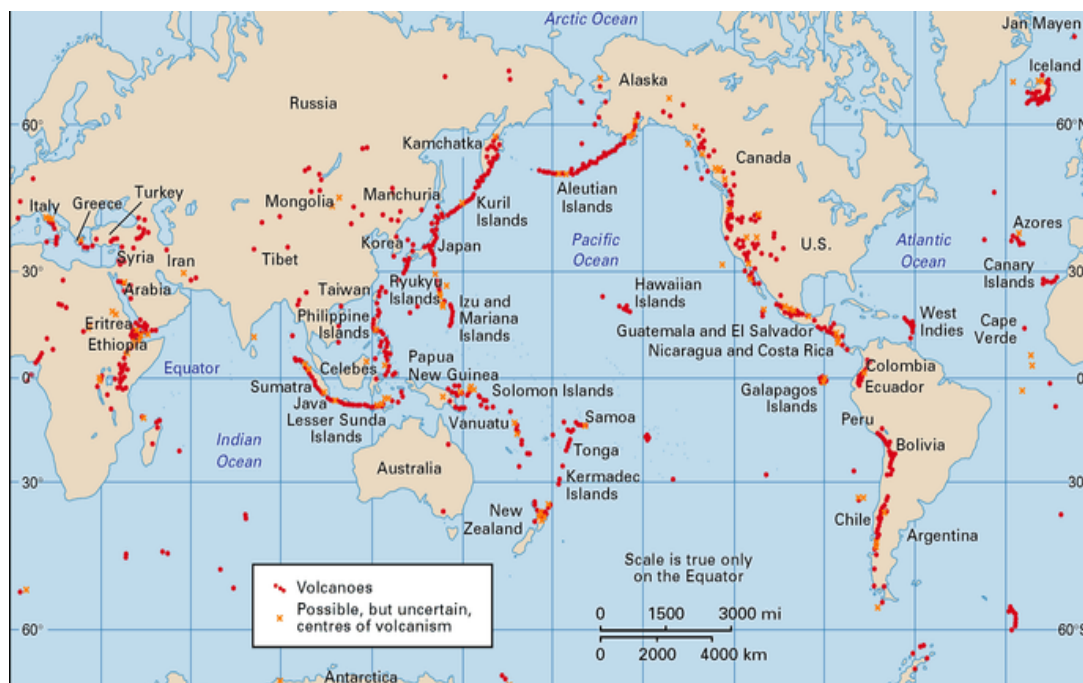 Arctic Ocean
Jan Mayen
Iceland
Alaska
Russia
60°
60°
Kamchatka
Canada
Turkey
Manchuria
Aleutian
Islands
Kuril
Islands
Mongolia
Greece
Italy
Azores
Korea
Japan
Pacific
Ocean
U.S.
Atlantic
Ocean
Syria
Iran
Tibet
30°
30°
Canary
Islands
Arabia
Taiwan
Ryukyu
Islands
Hawaiian
Islands
Izu and
Mariana
Islands
Philippine
Islands
West
Indies
Cape
Verde
Eritrea
Ethiopia
Guatemala and El Salvador
Nicaragua and Costa Rica
Papua
New Guinea
Equator
Celebes
Colombia
Ecuador
0°
0°
Sumatra
Solomon Islands
Galapagos
Islands
Java
Lesser Sunda
Islands
Vanuatu
Samoa
Peru
Bolivia
Indian
Ocean
Tonga
Australia
Kermadec
Islands
30°
30°
New
Zealand
Chile
Argentina
Scale is true only
on the Equator
Volcanoes
Possible, but uncertain,
centres of volcanism
0 1500 3000 mi
0 2000 4000 km
60°
60°S
Antarctica